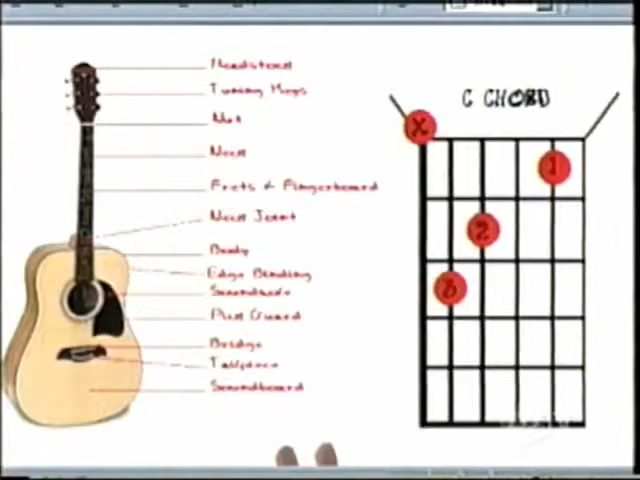 Headstock
Tuning Keys
Nut
Neck
Frets & Fingerboard
Neck Joint
Body
Edge Binding
Soundhole
Pick Guard
Bridge
Tailpiece
Soundboard
C CHORD
X
1
2
3